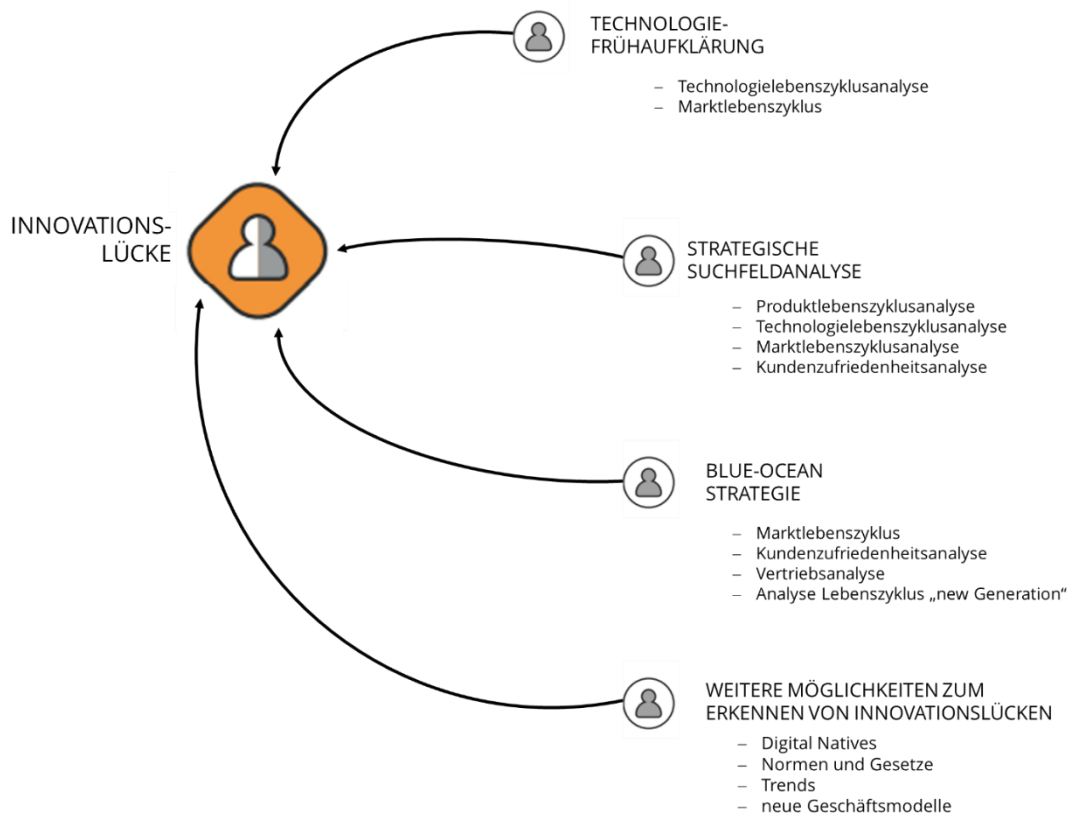 TECHNOLOGIE-
FRÜHAUFKLÄRUNG
– Technologielebenszyklusanalyse
– Marktlebenszyklus
INNOVATIONS-
LÜCKE
STRATEGISCHE
SUCHFELDANALYSE
– Produktlebenszyklusanalyse
– Technologielebenszyklusanalyse
– Marktlebenszyklusanalyse
– Kundenzufriedenheitsanalyse
BLUE-OCEAN
STRATEGIE
– Marktlebenszyklus
– Kundenzufriedenheitsanalyse
– Vertriebsanalyse
– Analyse Lebenszyklus „new Generation“
WEITERE MÖGLICHKEITEN ZUM
ERKENNEN VON INNOVATIONSLÜCKEN
– Digital Natives
– Normen und Gesetze
– Trends
– neue Geschäftsmodelle